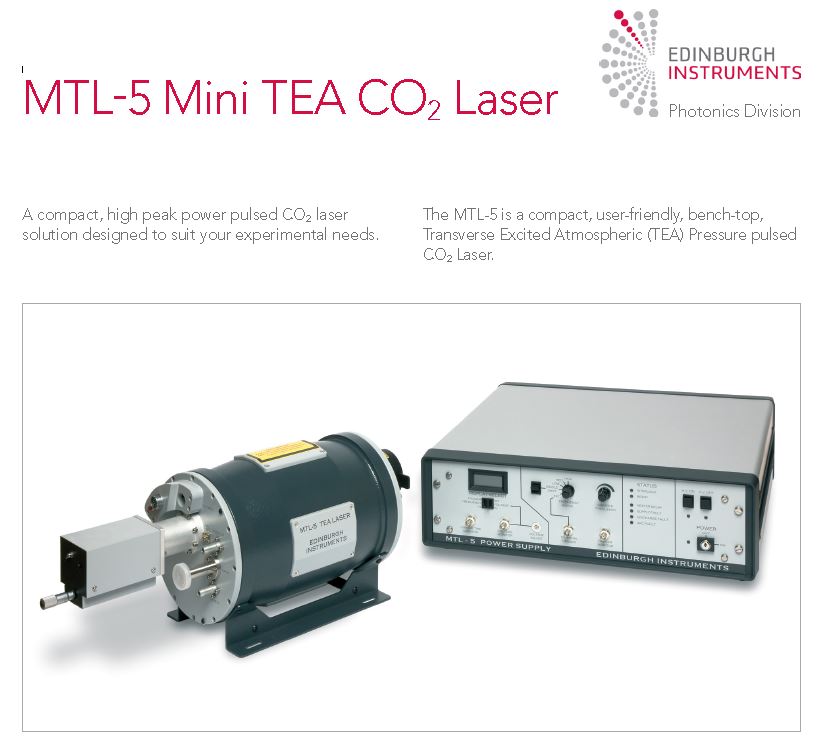 EDINBURGH
INSTRUMENTS
Photonics Division
MTL-5 Mini TEA CO₂ Laser
A compact, high peak power pulsed CO₂ laser
solution designed to suit your experimental needs.
The MTL-5 is a compact, user-friendly, bench-top,
Transverse Excited Atmospheric (TEA) Pressure pulsed
CO₂ Laser.
MTL-5 TEA LASER
EDINBURGH
INSTRUMENTS
STATUS
POWER
MTL - 5 POWER SUPPLY
EDINBURGH INSTRUMENTS